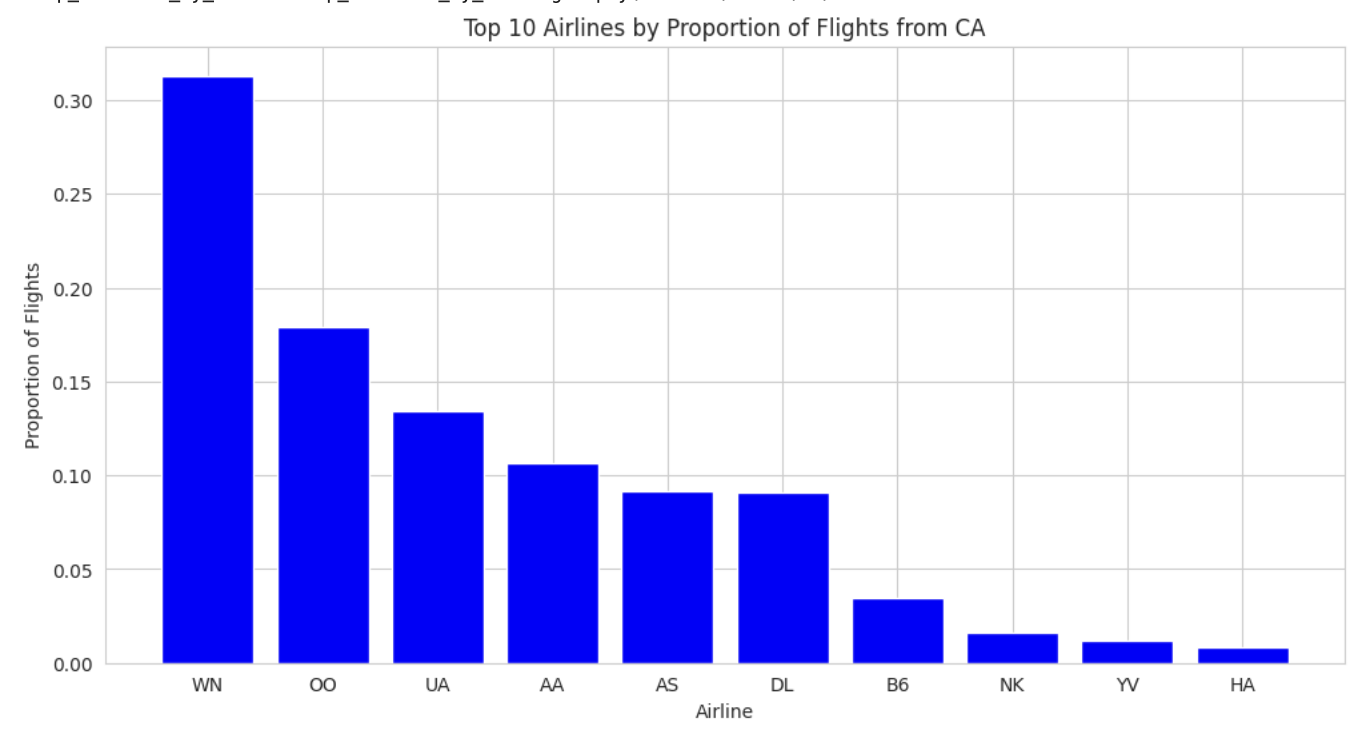 Top 10 Airlines by Proportion of Flights from CA
0.30
0.25
0.20
0.15
0.10
0.05
0.00
Proportion of Flights
WN OO UA AA AS DL B6 NK YV HA
Airline